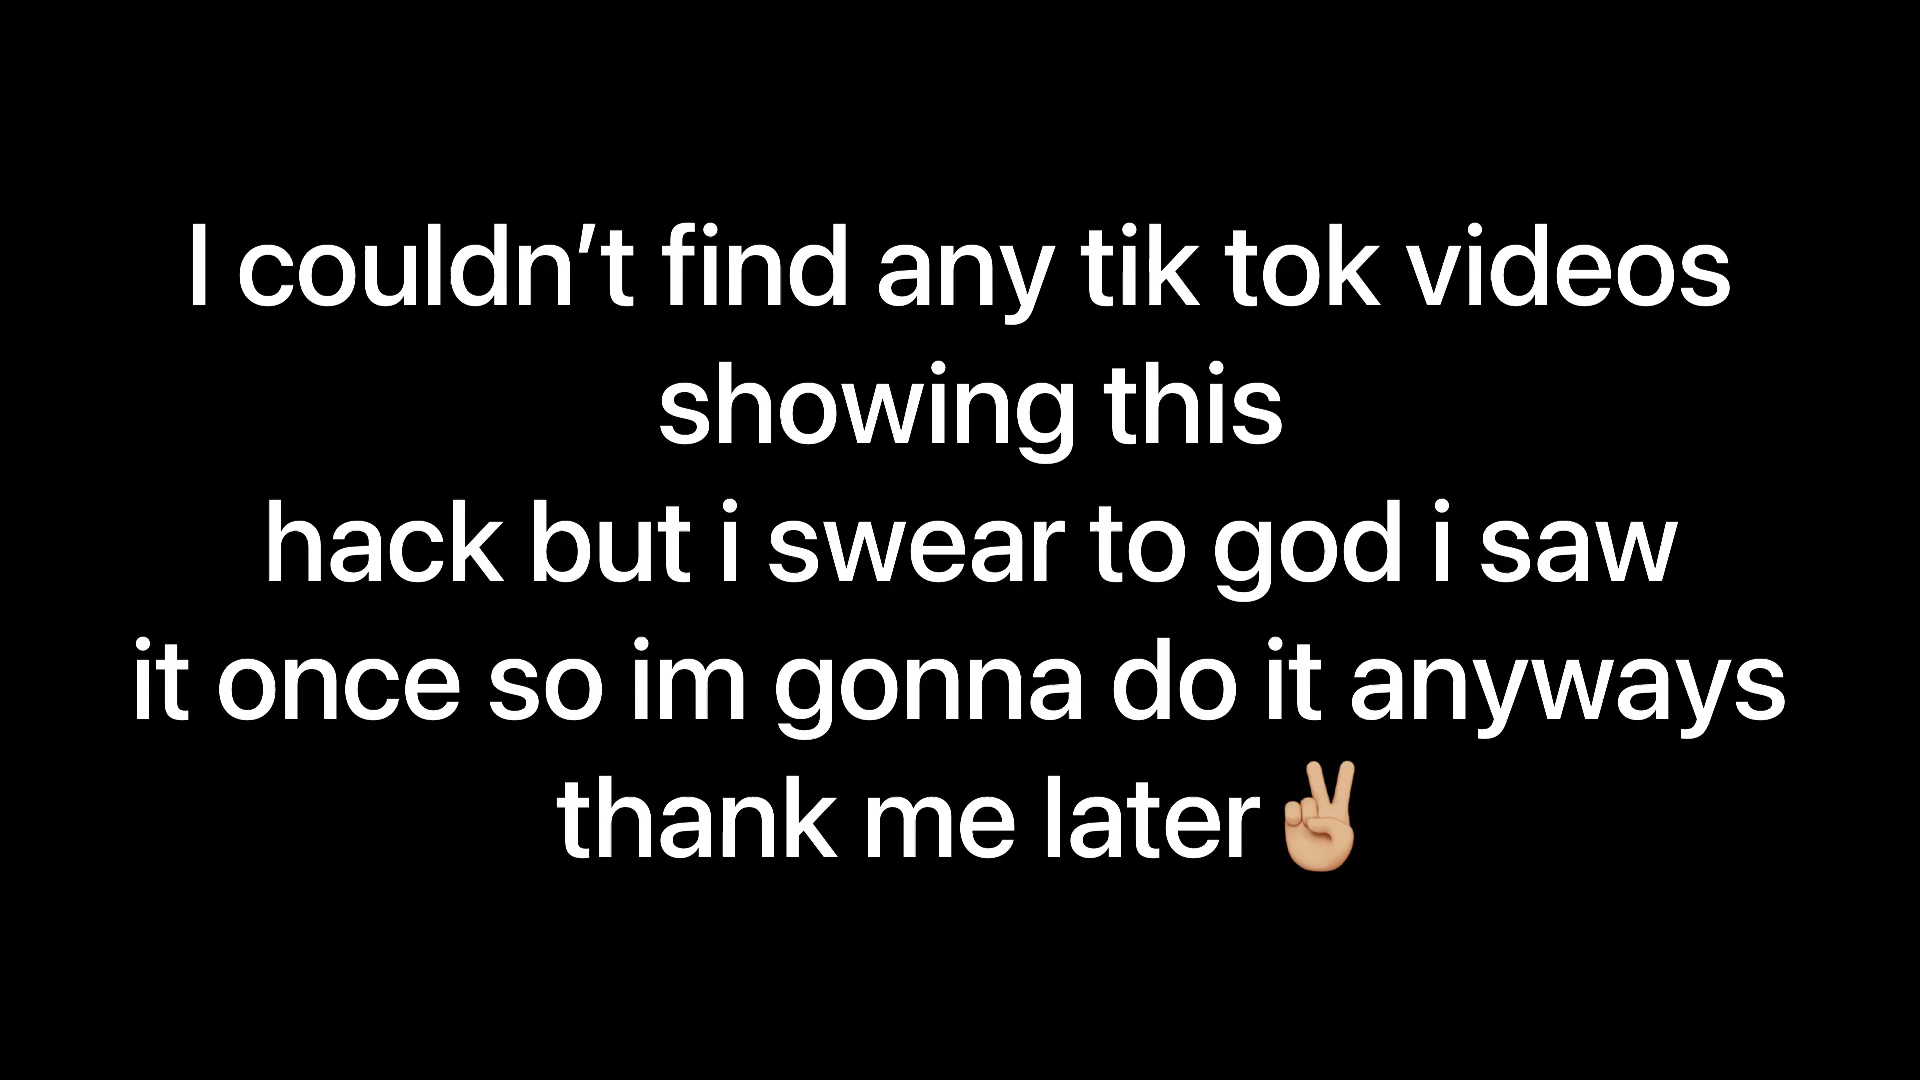 I couldn’t find any tik tok videos
showing this
hack but i swear to god i saw
it once so im gonna do it anyways
thank me later✌🏼